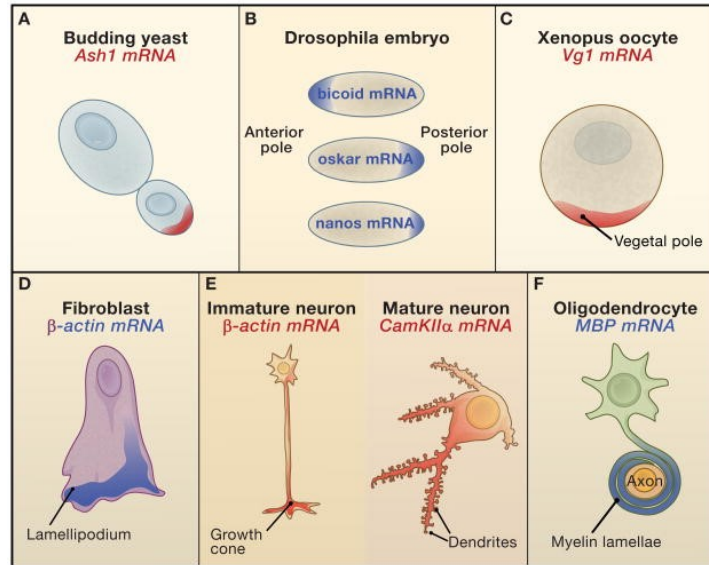 A
Budding yeast
Ash1 mRNA
B
Drosophila embryo
bicoid mRNA
Anterior
pole
Posterior
pole
oskar mRNA
nanos mRNA
C
Xenopus oocyte
Vg1 mRNA
Vegetal pole
D
Fibroblast
β-actin mRNA
Lamellipodium
E
Immature neuron
β-actin mRNA
Growth
cone
Mature neuron
CamKIIα mRNA
Dendrites
F
Oligodendrocyte
MBP mRNA
Axon
Myelin lamellae